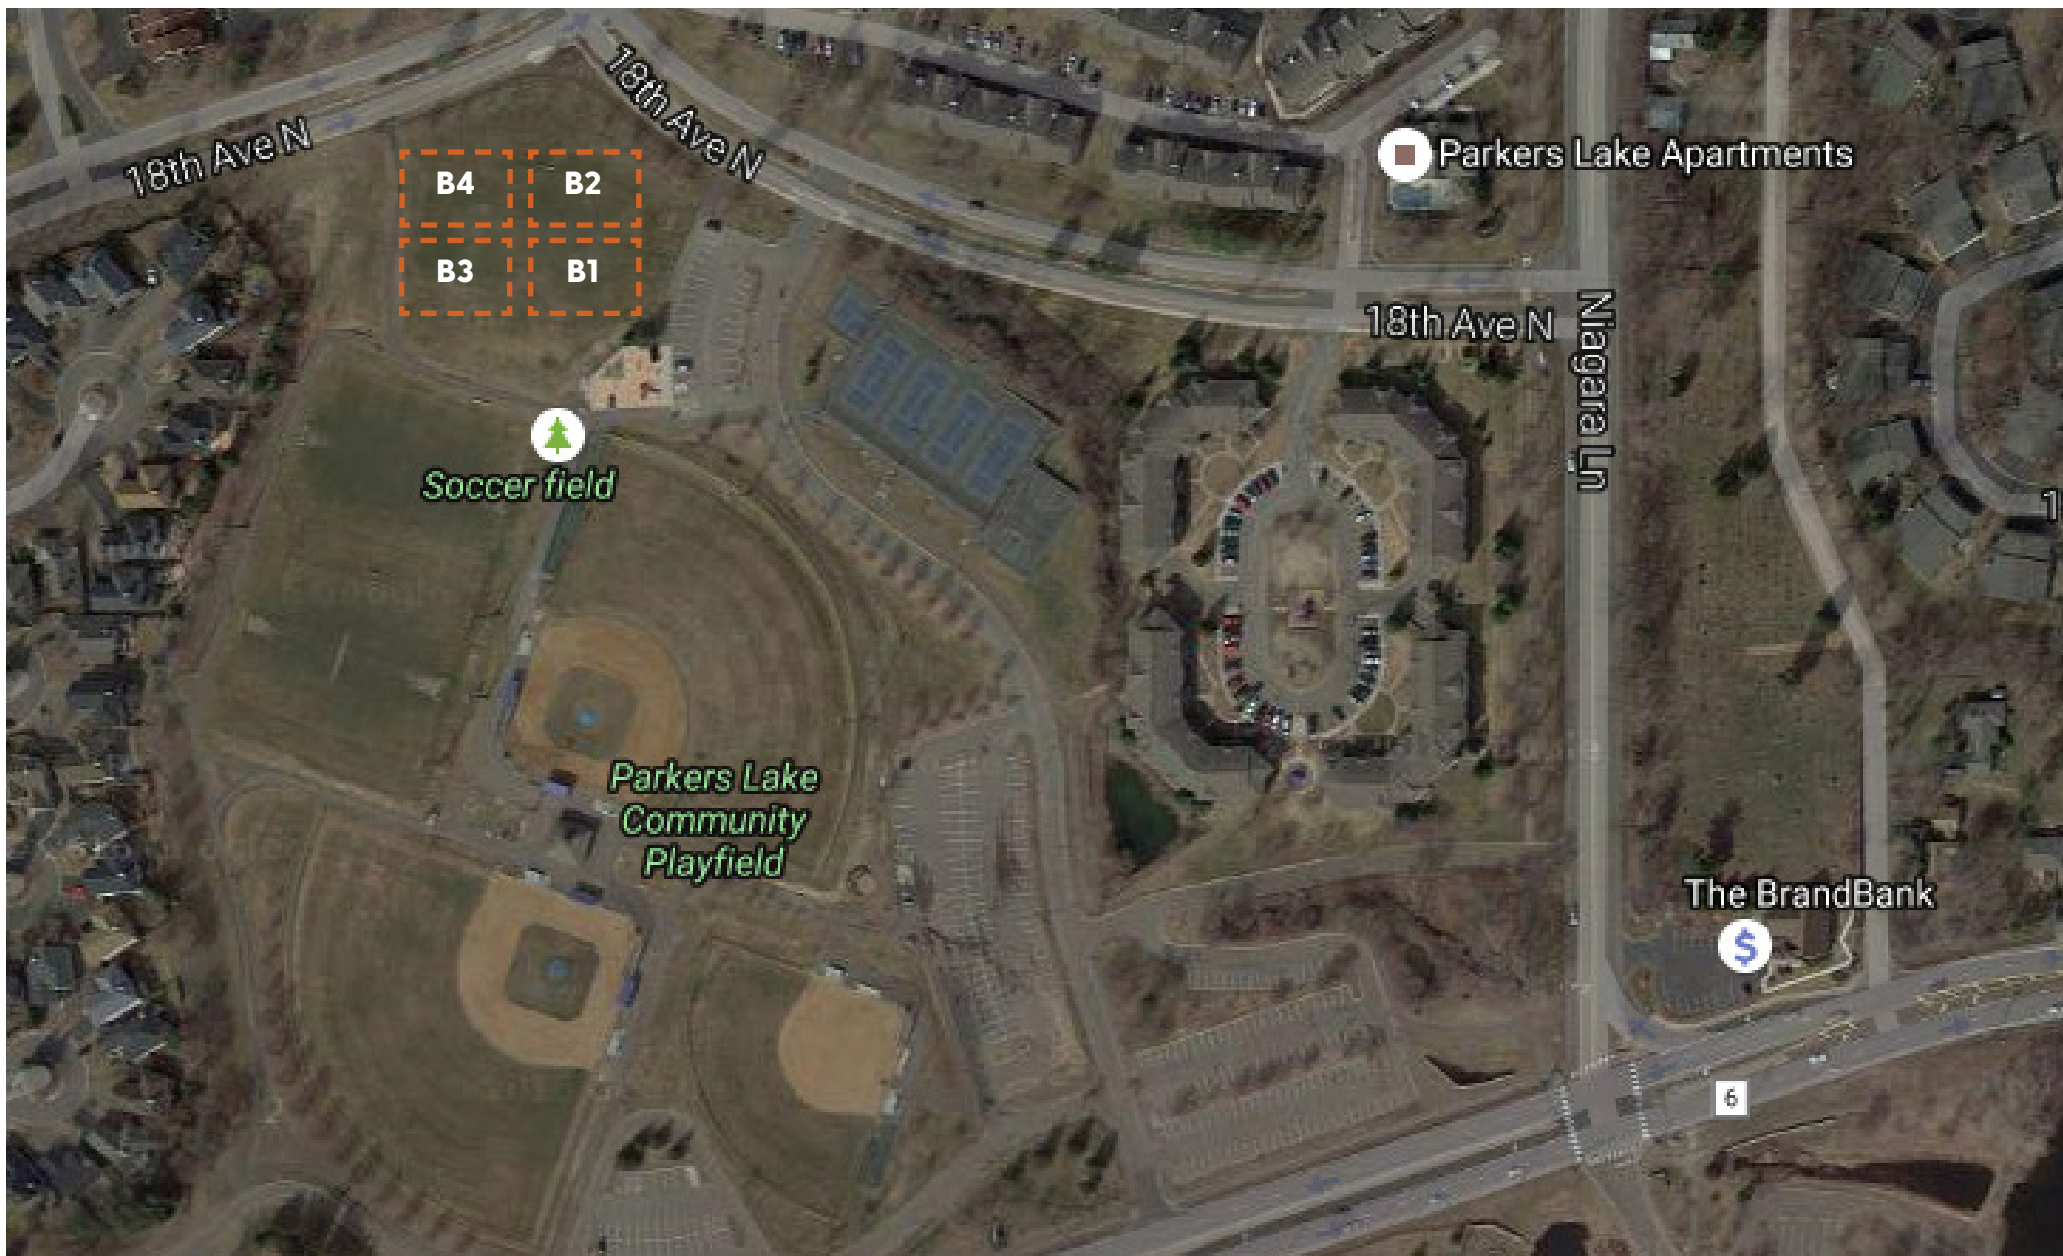 18th Ave N
18th Ave N
B4
B2
B3
B1
Parkers Lake Apartments
18th Ave N
Niagara Ln
Soccer field
1
Parkers Lake
Community
Playfield
The BrandBank
$
6